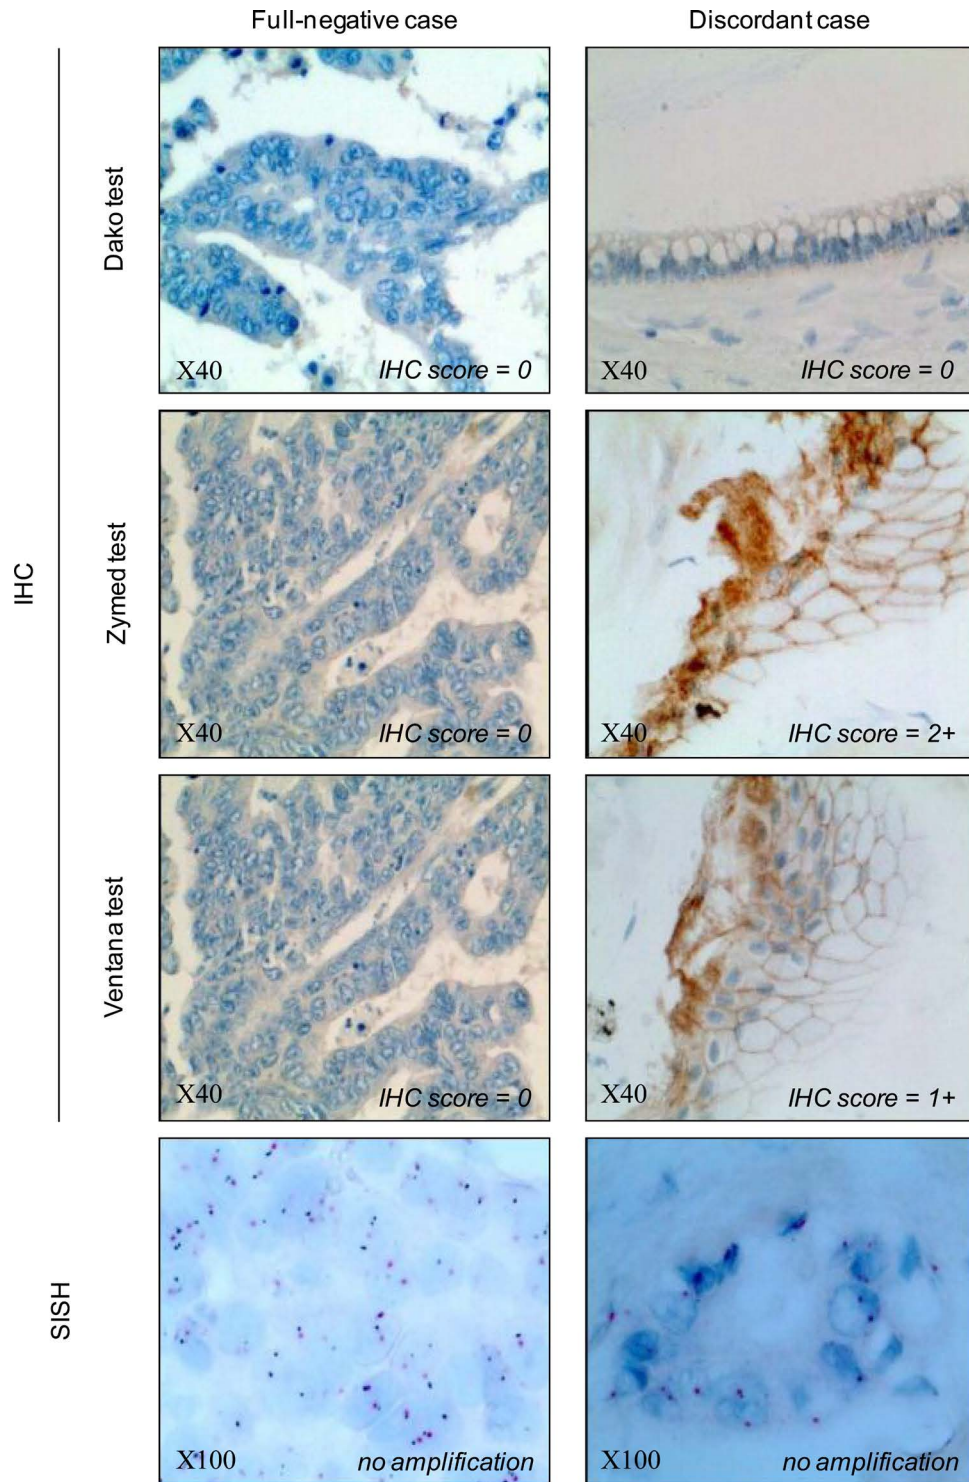 Full-negative case
Discordant case
IHC
Dako test
X40
IHC score = 0
X40
IHC score = 0
Zymed test
X40
IHC score = 0
X40
IHC score = 2+
Ventana test
X40
IHC score = 0
X40
IHC score = 1+
SISH
X100
no amplification
X100
no amplification